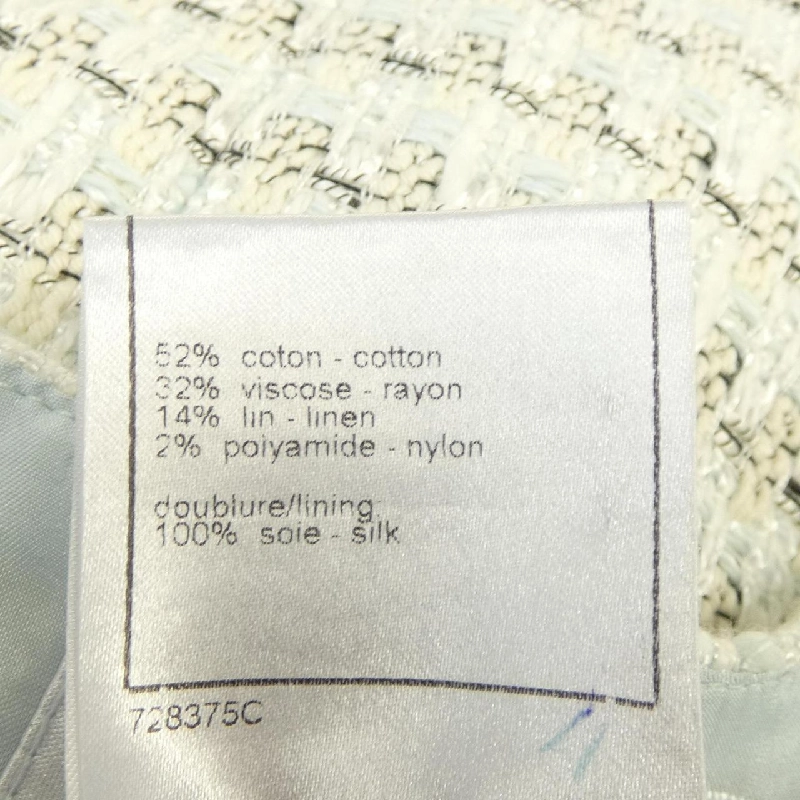 52% coton - cotton
32% viscose - rayon
14% lin - linen
2% polyamide - nylon
doublure/lining:
100% soie - silk
728375C